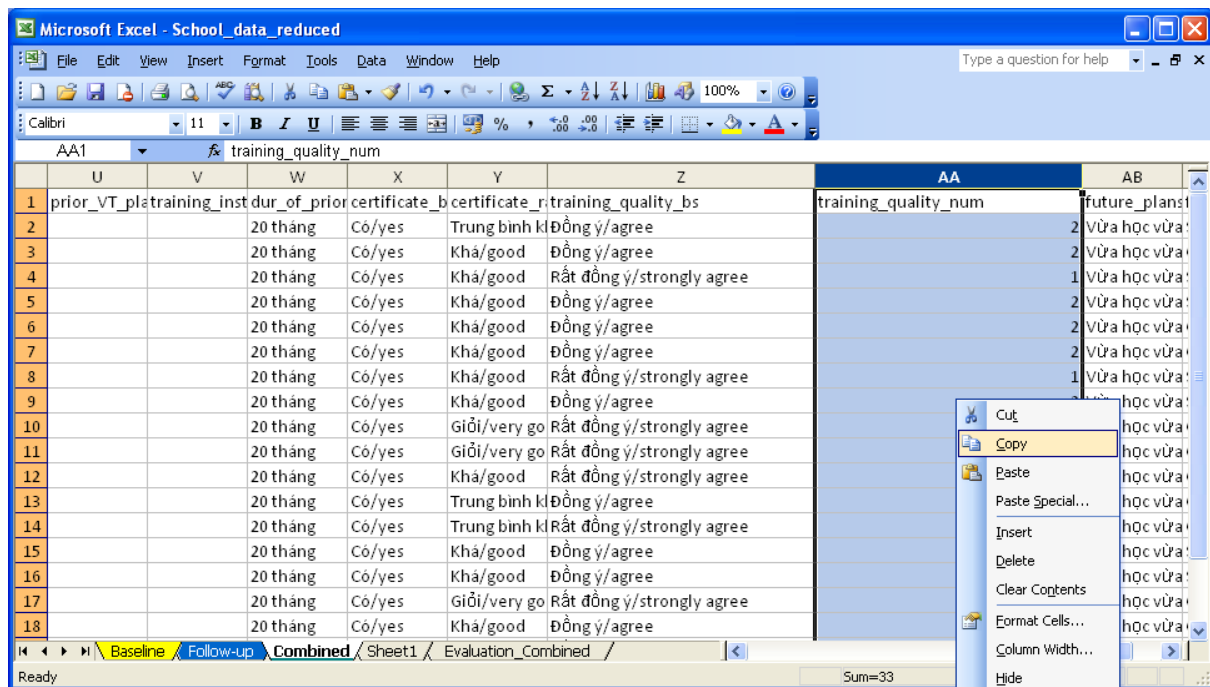 Microsoft Excel - School_data_reduced
File Edit View Insert Format Tools Data Window Help Type a question for help
100%
Calibri 11 B I U
AA1 fx training_quality_num
U V W X Y Z AA AB
1 prior_VT_pla training_inst dur_of_prior certificate_b certificate_r training_quality_bs training_quality_num future_plans
2 20 tháng Có/yes Trung bình kh Đồng ý/agree 2 Vừa học vừa
3 20 tháng Có/yes Khá/good Đồng ý/agree 2 Vừa học vừa
4 20 tháng Có/yes Khá/good Rất đồng ý/strongly agree 1 Vừa học vừa
5 20 tháng Có/yes Khá/good Đồng ý/agree 2 Vừa học vừa
6 20 tháng Có/yes Khá/good Đồng ý/agree 2 Vừa học vừa
7 20 tháng Có/yes Khá/good Đồng ý/agree 2 Vừa học vừa
8 20 tháng Có/yes Khá/good Rất đồng ý/strongly agree 1 Vừa học vừa
9 20 tháng Có/yes Khá/good Đồng ý/agree học vừa
Cut
10 20 tháng Có/yes Giỏi/very go Rất đồng ý/strongly agree học vừa
Copy
11 20 tháng Có/yes Giỏi/very go Rất đồng ý/strongly agree học vừa
12 20 tháng Có/yes Khá/good Rất đồng ý/strongly agree Paste học vừa
13 20 tháng Có/yes Trung bình kh Đồng ý/agree Paste Special... học vừa
14 20 tháng Có/yes Trung bình kh Rất đồng ý/strongly agree Insert học vừa
15 20 tháng Có/yes Khá/good Đồng ý/agree Delete học vừa
16 20 tháng Có/yes Khá/good Đồng ý/agree học vừa
Clear Contents
17 20 tháng Có/yes Giỏi/very go Rất đồng ý/strongly agree học vừa
18 20 tháng Có/yes Khá/good Đồng ý/agree Format Cells... học vừa
Baseline Follow-up Combined Sheet1 Evaluation_Combined Column Width...
Ready Sum=33 Hide